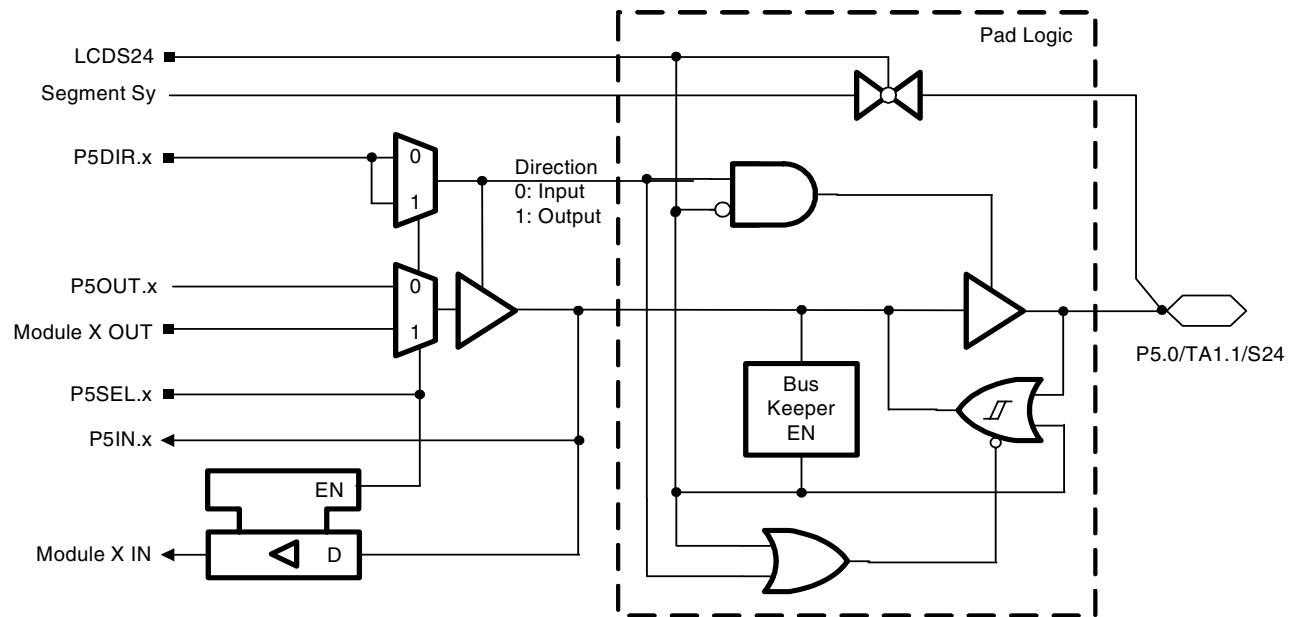 Pad Logic
LCDS24
Segment Sy
P5DIR.x
0
1
Direction
0: Input
1: Output
P5OUT.x
0
Module X OUT
1
P5.0/TA1.1/S24
P5SEL.x
Bus
Keeper
EN
P5IN.x
EN
Module X IN
D